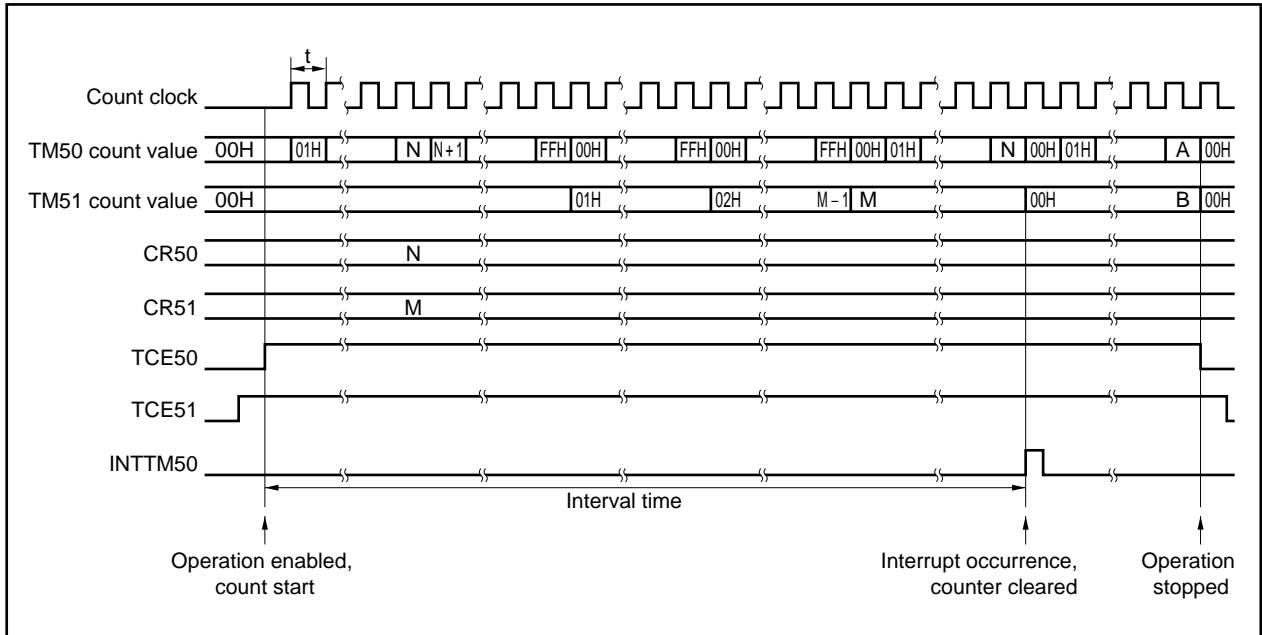 t
Count clock
TM50 count value 00H 01H N N + 1 FFH 00H FFH 00H FFH 00H 01H N 00H 01H A 00H
TM51 count value 00H 01H 02H M – 1 M 00H B 00H
CR50 N
CR51 M
TCE50
TCE51
INTTM50
Interval time
Operation enabled, count start
Interrupt occurrence, counter cleared
Operation stopped